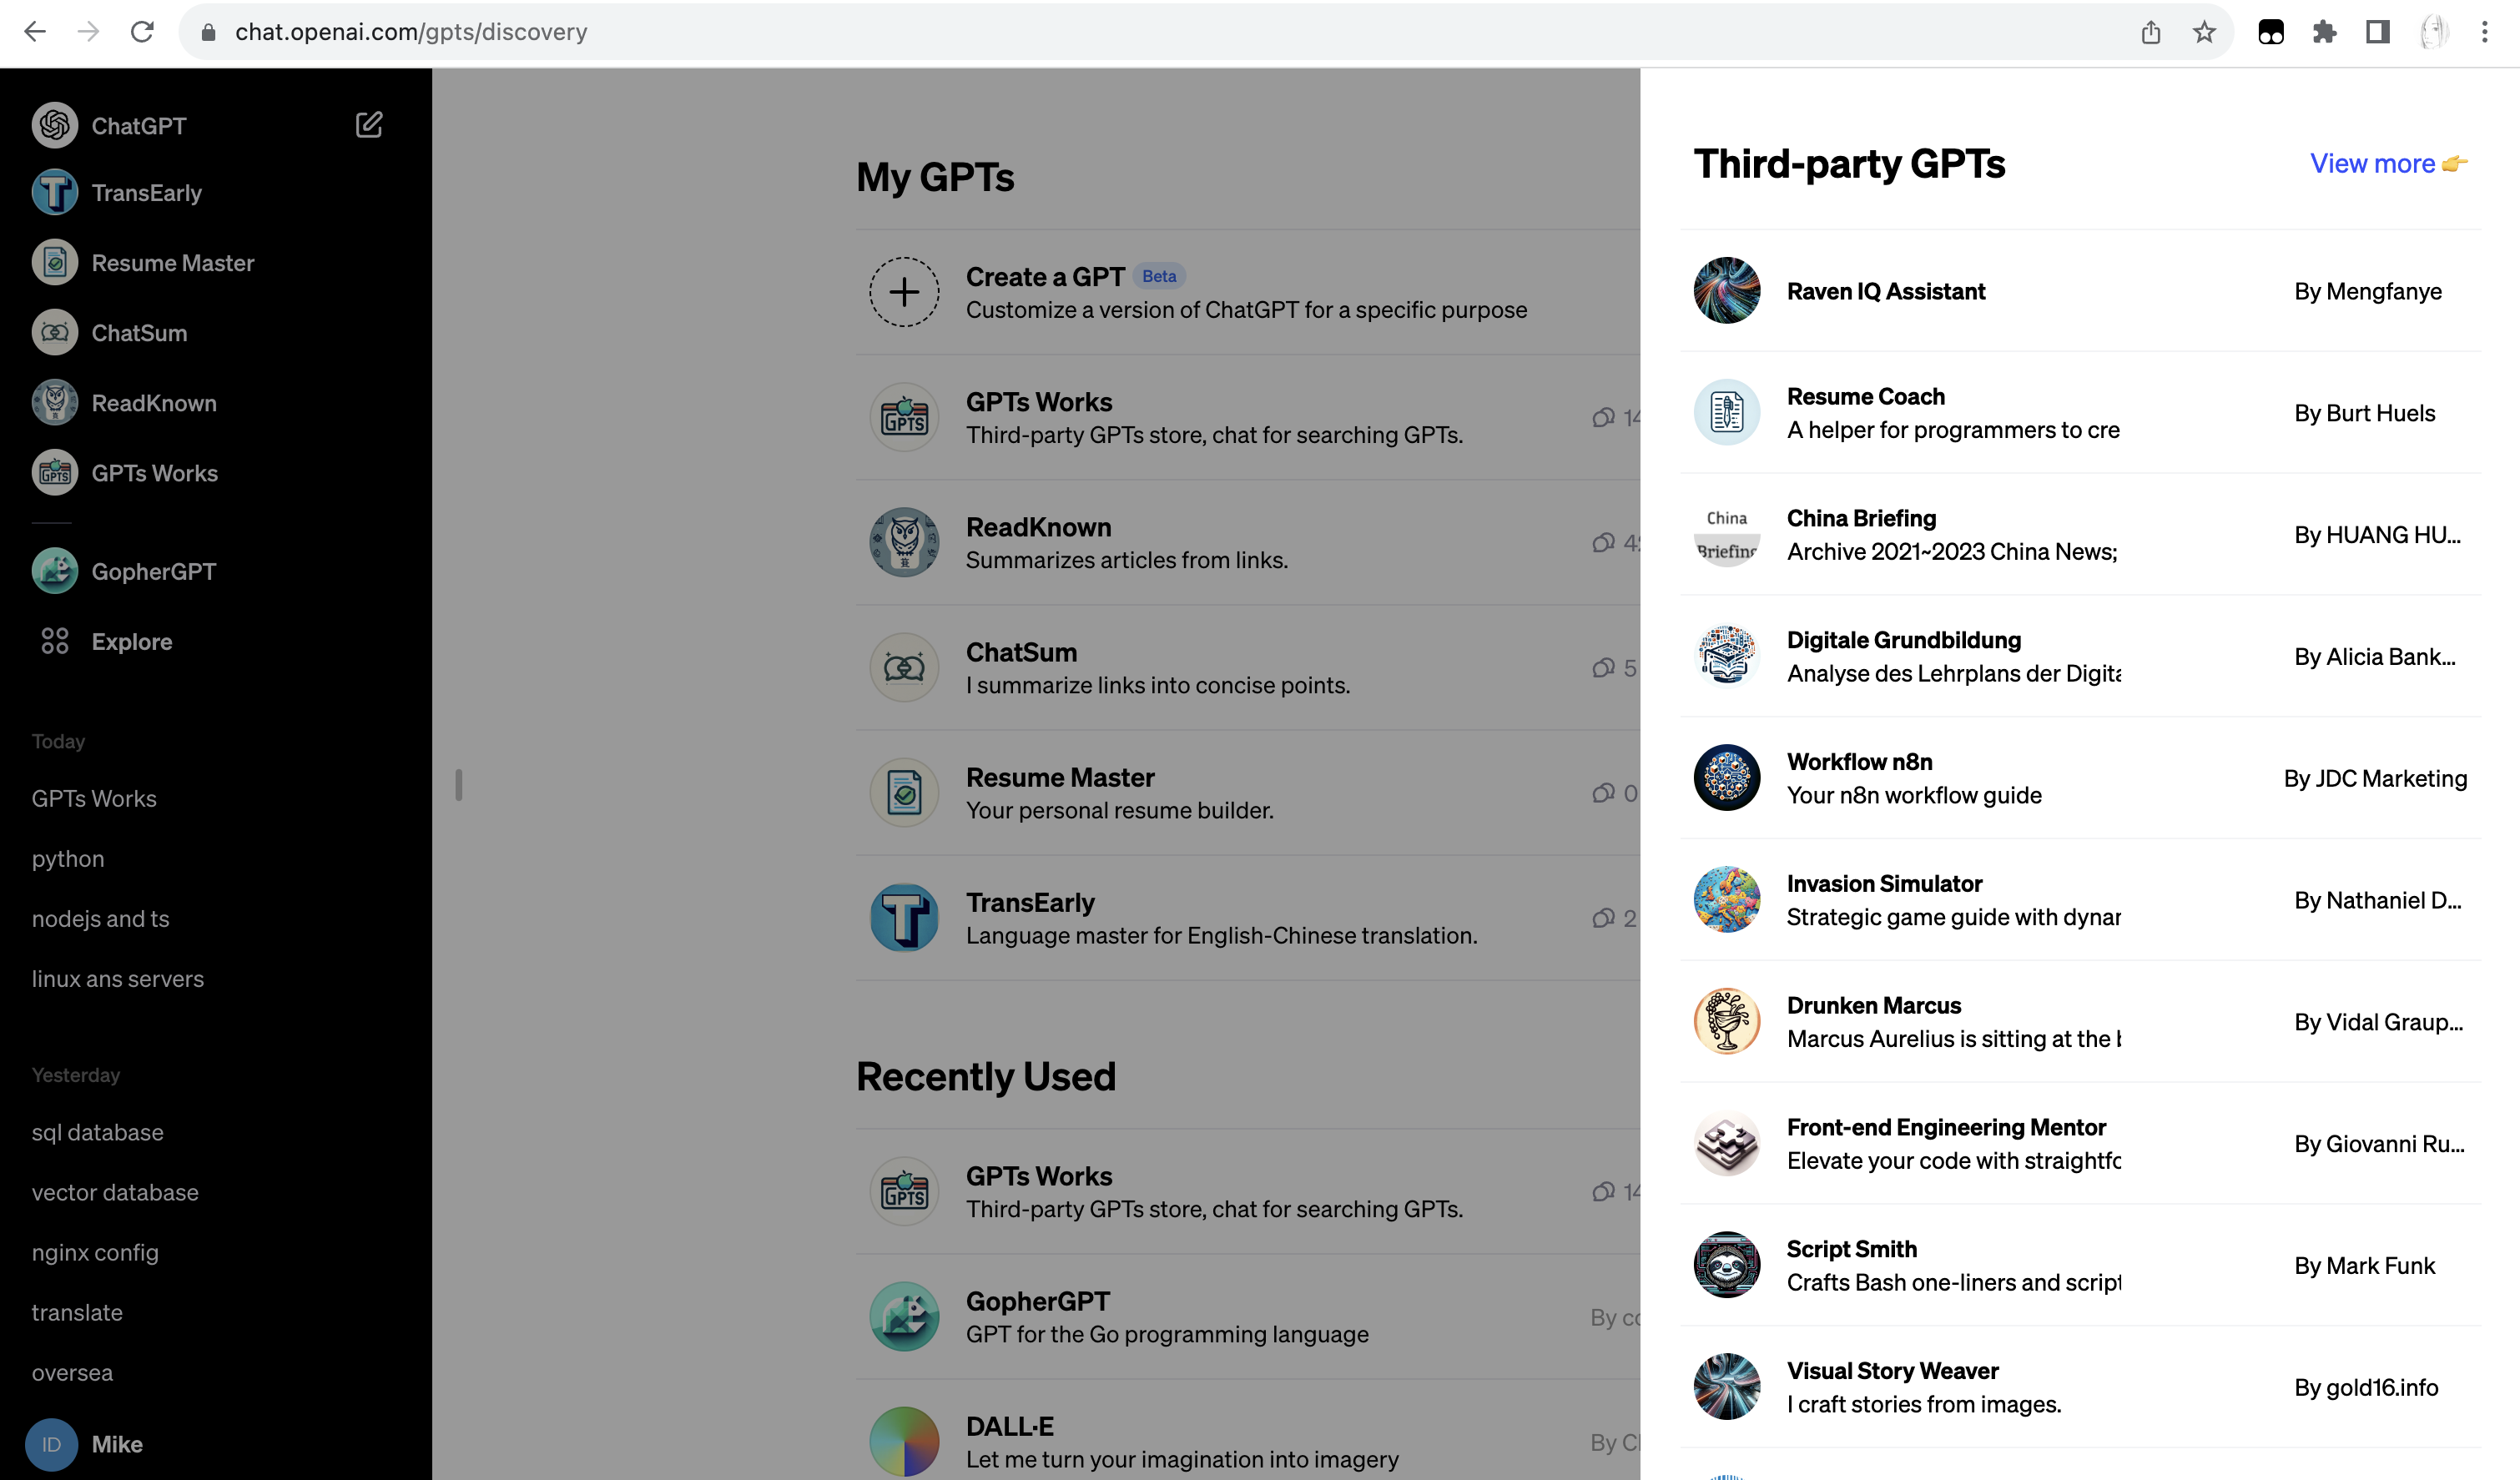 chat.openai.com/gpts/discovery
ChatGPT
TransEarly
Resume Master
ChatSum
ReadKnown
GPTs Works
GopherGPT
Explore
Today
GPTs Works
python
nodejs and ts
linux ans servers
Yesterday
sql database
vector database
nginx config
translate
oversea
ID
Mike
My GPTs
Create a GPT Beta
Customize a version of ChatGPT for a specific purpose
GPTS
GPTs Works
Third-party GPTs store, chat for searching GPTs.
14
ReadKnown
Summarizes articles from links.
ChatSum
I summarize links into concise points.
5
Resume Master
Your personal resume builder.
0
T
TransEarly
Language master for English-Chinese translation.
2
Recently Used
GPTS
GPTs Works
Third-party GPTs store, chat for searching GPTs.
14
GopherGPT
GPT for the Go programming language
By
DALL·E
Let me turn your imagination into imagery
By
Third-party GPTs
View more 👉
Raven IQ Assistant
By Mengfanye
Resume Coach
A helper for programmers to cre
By Burt Huels
China
Briefing
China Briefing
Archive 2021~2023 China News;
By HUANG HU...
Digitale Grundbildung
Analyse des Lehrplans der Digita
By Alicia Bank...
Workflow n8n
Your n8n workflow guide
By JDC Marketing
Invasion Simulator
Strategic game guide with dynar
By Nathaniel D...
Drunken Marcus
Marcus Aurelius is sitting at the
By Vidal Graup...
Front-end Engineering Mentor
Elevate your code with straightfo
By Giovanni Ru...
Script Smith
Crafts Bash one-liners and script
By Mark Funk
Visual Story Weaver
I craft stories from images.
By gold16.info